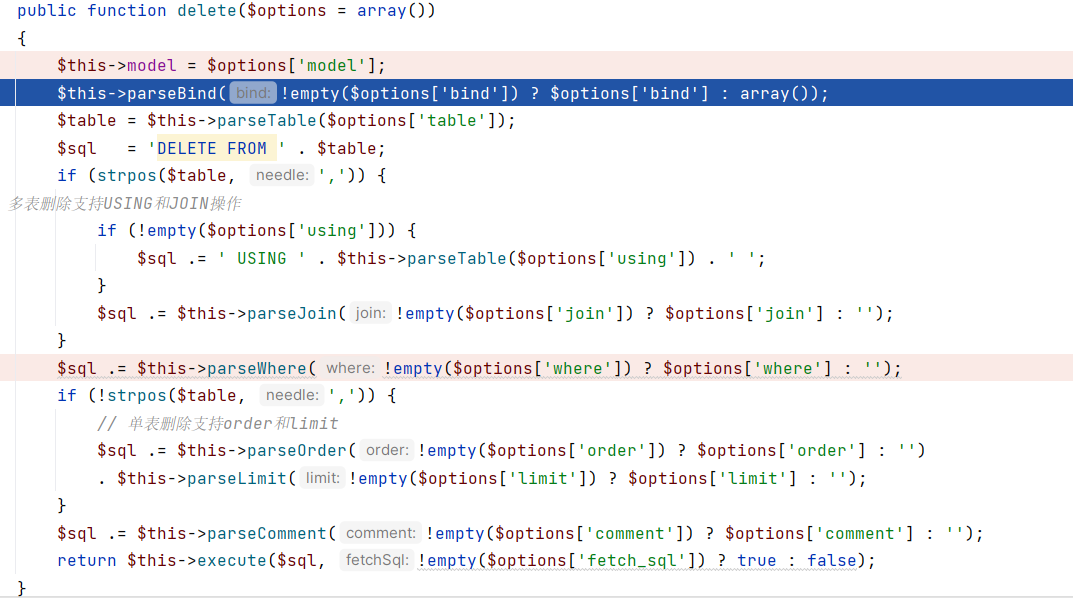 public function delete($options = array())
{
    $this->model = $options['model'];
    $this->parseBind( bind: !empty($options['bind']) ? $options['bind'] : array());
    $table = $this->parseTable($options['table']);
    $sql   = 'DELETE FROM ' . $table;
    if (strpos($table, needle: ',')) {
多表删除支持USING和JOIN操作
        if (!empty($options['using'])) {
            $sql .= ' USING ' . $this->parseTable($options['using']) . ' ';
        }
        $sql .= $this->parseJoin( join: !empty($options['join']) ? $options['join'] : '');
    }
    $sql .= $this->parseWhere( where: !empty($options['where']) ? $options['where'] : '');
    if (!strpos($table, needle: ',')) {
        // 单表删除支持order和limit
        $sql .= $this->parseOrder( order: !empty($options['order']) ? $options['order'] : '')
        . $this->parseLimit( limit: !empty($options['limit']) ? $options['limit'] : '');
    }
    $sql .= $this->parseComment( comment: !empty($options['comment']) ? $options['comment'] : '');
    return $this->execute($sql, fetchSql: !empty($options['fetch_sql']) ? true : false);
}